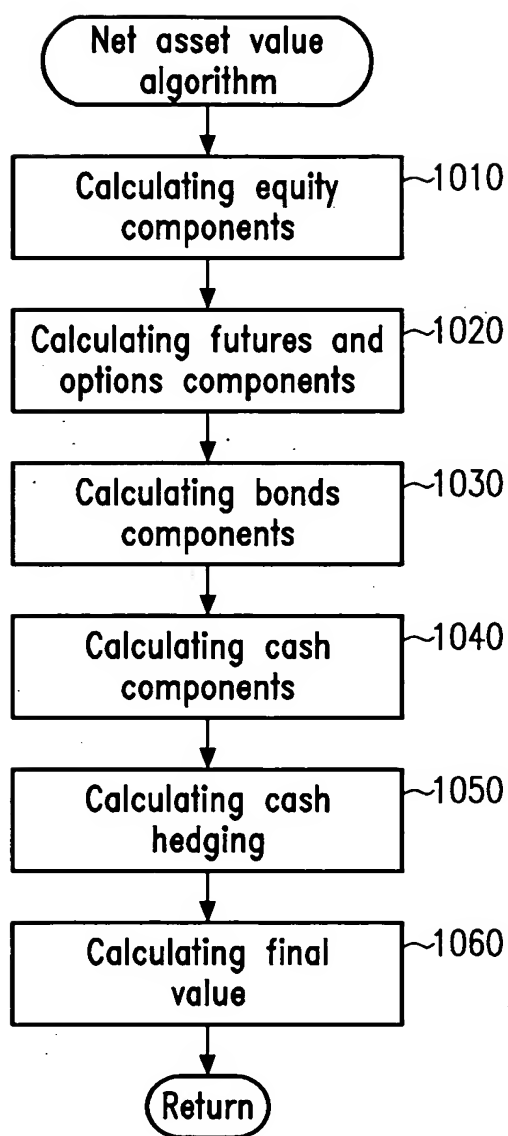 Net asset value
algorithm
Calculating equity
components
1010
Calculating futures and
options components
1020
Calculating bonds
components
1030
Calculating cash
components
1040
Calculating cash
hedging
1050
Calculating final
value
1060
Return